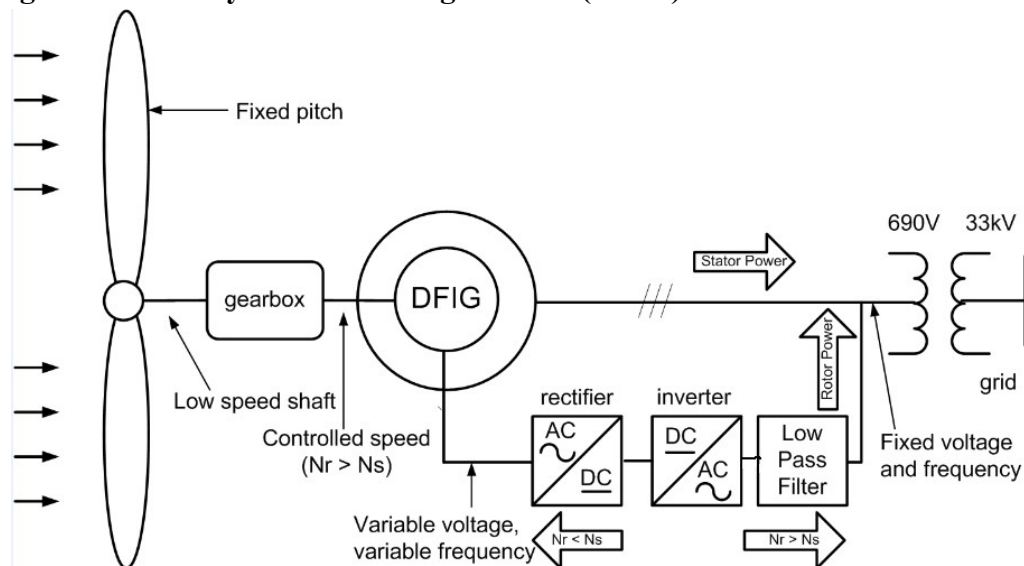 Fixed pitch
690V 33kV
Stator Power
gearbox
DFIG
Rotor Power
grid
Low speed shaft
rectifier inverter
Controlled speed
(Nr > Ns)
AC
DC
DC
AC
Low
Pass
Filter
Fixed voltage
and frequency
Variable voltage,
variable frequency
Nr < Ns
Nr > Ns